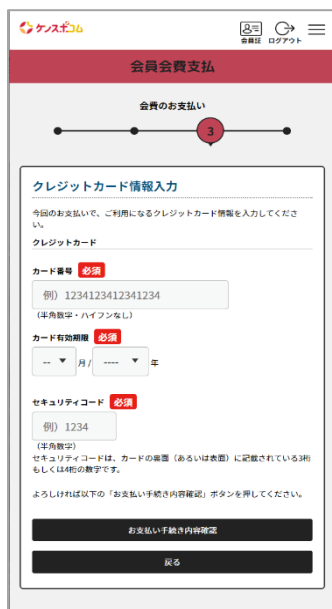 ケンスポコム
会員証 ログアウト
会員会費支払
会費のお支払い
3
クレジットカード情報入力
今回のお支払いで、ご利用になるクレジットカード情報を入力してくださ
い。
クレジットカード
カード番号 必須
例）1234123412341234
（半角数字・ハイフンなし）
カード有効期限 必須
-- ▼ 月 / ---- ▼ 年
セキュリティコード 必須
例）1234
（半角数字）
セキュリティコードは、カードの裏面（あるいは表面）に記載されている3桁
もしくは4桁の数字です。
よろしければ以下の「お支払い手続き内容確認」ボタンを押してください。
お支払い手続き内容確認
戻る